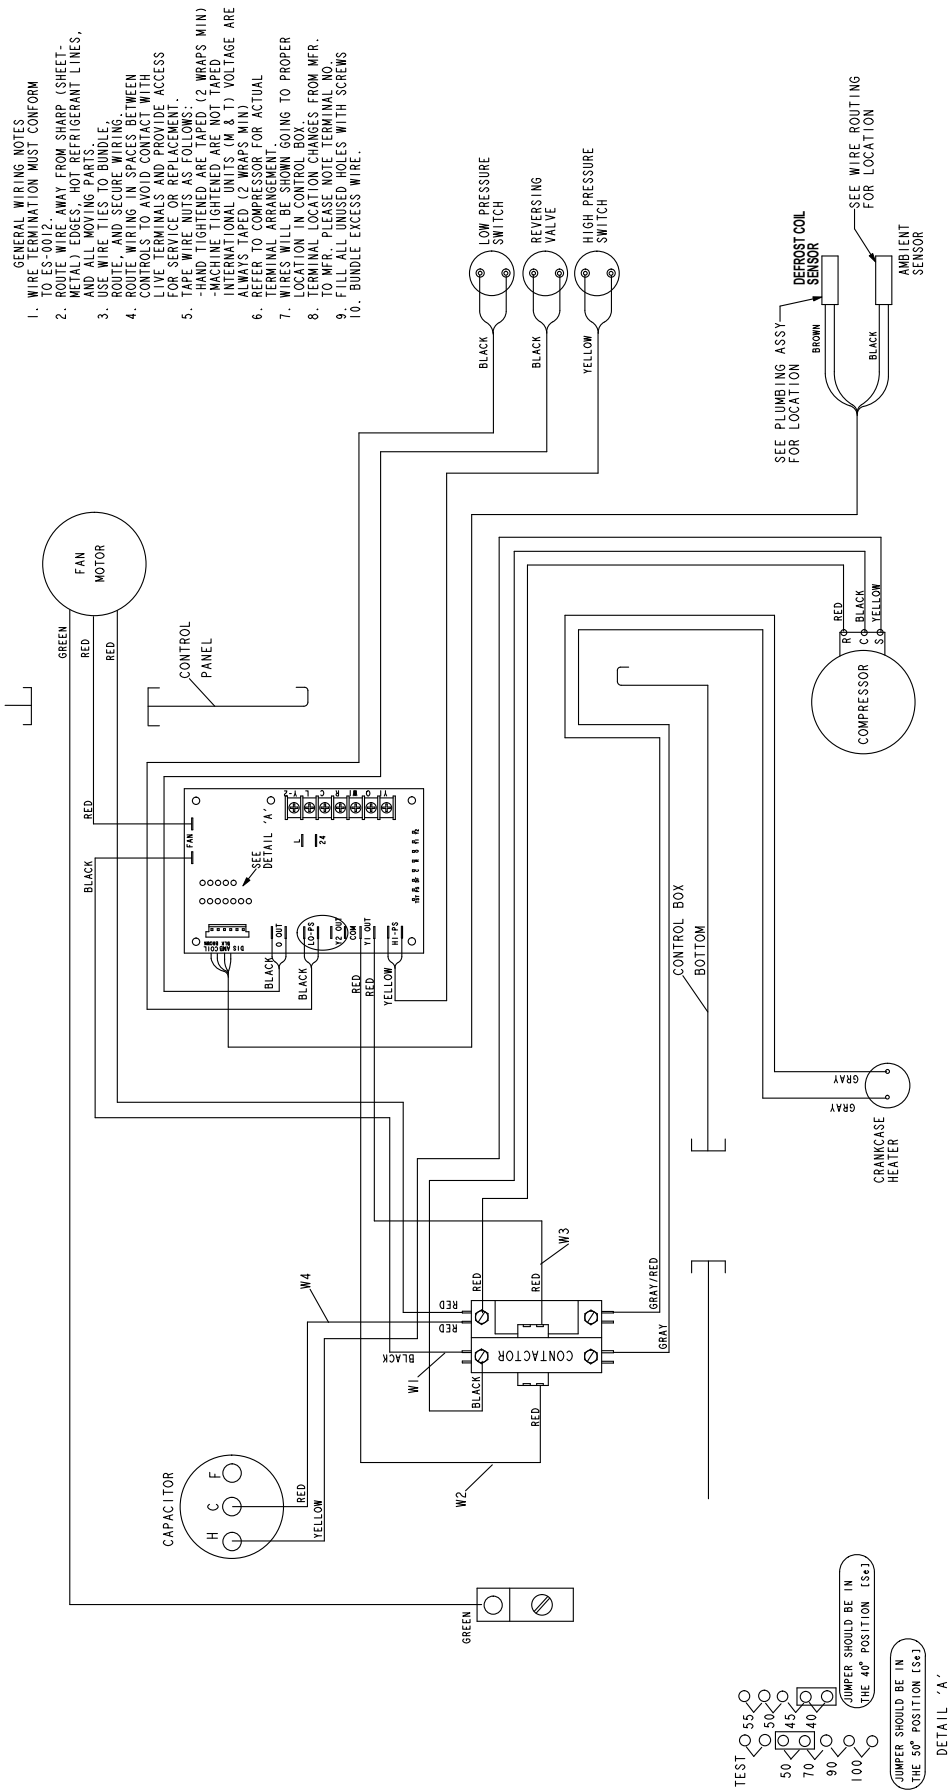 GENERAL WIRING NOTES
1. WIRE TERMINATION MUST CONFORM
TO ES-0012.
2. ROUTE WIRE AWAY FROM SHARP (SHEET-
METAL) EDGES, HOT REFRIGERANT LINES,
AND ALL MOVING PARTS.
3. USE WIRE TIES TO BUNDLE,
ROUTE, AND SECURE WIRING.
4. ROUTE WIRING IN SPACES BETWEEN
CONTROLS TO AVOID CONTACT WITH
LIVE TERMINALS AND PROVIDE ACCESS
FOR SERVICE OR REPLACEMENT.
5. TAPE WIRE NUTS AS FOLLOWS:
-HAND TIGHTENED ARE TAPED (2 WRAPS MIN)
-MACHINE TIGHTENED ARE NOT TAPED
INTERNATIONAL UNITS (M & T) VOLTAGE ARE
ALWAYS TAPED (2 WRAPS MIN)
6. REFER TO COMPRESSOR FOR ACTUAL
TERMINAL ARRANGEMENT.
7. WIRES WILL BE SHOWN GOING TO PROPER
LOCATION IN CONTROL BOX.
8. TERMINAL LOCATION CHANGES FROM MFR.
TO MFR. PLEASE NOTE TERMINAL NO.
9. FILL ALL UNUSED HOLES WITH SCREWS
10. BUNDLE EXCESS WIRE.
LOW PRESSURE
SWITCH
BLACK
REVERSING
VALVE
BLACK
HIGH PRESSURE
SWITCH
YELLOW
SEE PLUMBING ASSY
FOR LOCATION
DEFROST COIL
SENSOR
BROWN
SEE WIRE ROUTING
FOR LOCATION
BLACK
AMBIENT
SENSOR
FAN
MOTOR
GREEN
RED
RED
CONTROL
PANEL
RED
BLACK
FAN
SEE
DETAIL 'A'
Y-2
L
C
R
WI
O
Y1
L
24
DIS AMB COIL
BLK BROWN
O OUT
LO-PS
Y2 OUT
COM
Y1 OUT
HI-PS
BLACK
BLACK
RED
RED
YELLOW
RED
BLACK
YELLOW
R
C
S
COMPRESSOR
CONTROL BOX
BOTTOM
GRAY
GRAY
CRANKCASE
HEATER
W4
W3
W1
W2
RED
RED
BLACK
RED
RED
BLACK
RED
GRAY/RED
GRAY
CONTACTOR
CAPACITOR
H
C
F
RED
YELLOW
GREEN
TEST
50
70
90
100
55
50
45
40
JUMPER SHOULD BE IN
THE 40° POSITION [Se]
JUMPER SHOULD BE IN
THE 50° POSITION [Se]
DETAIL 'A'